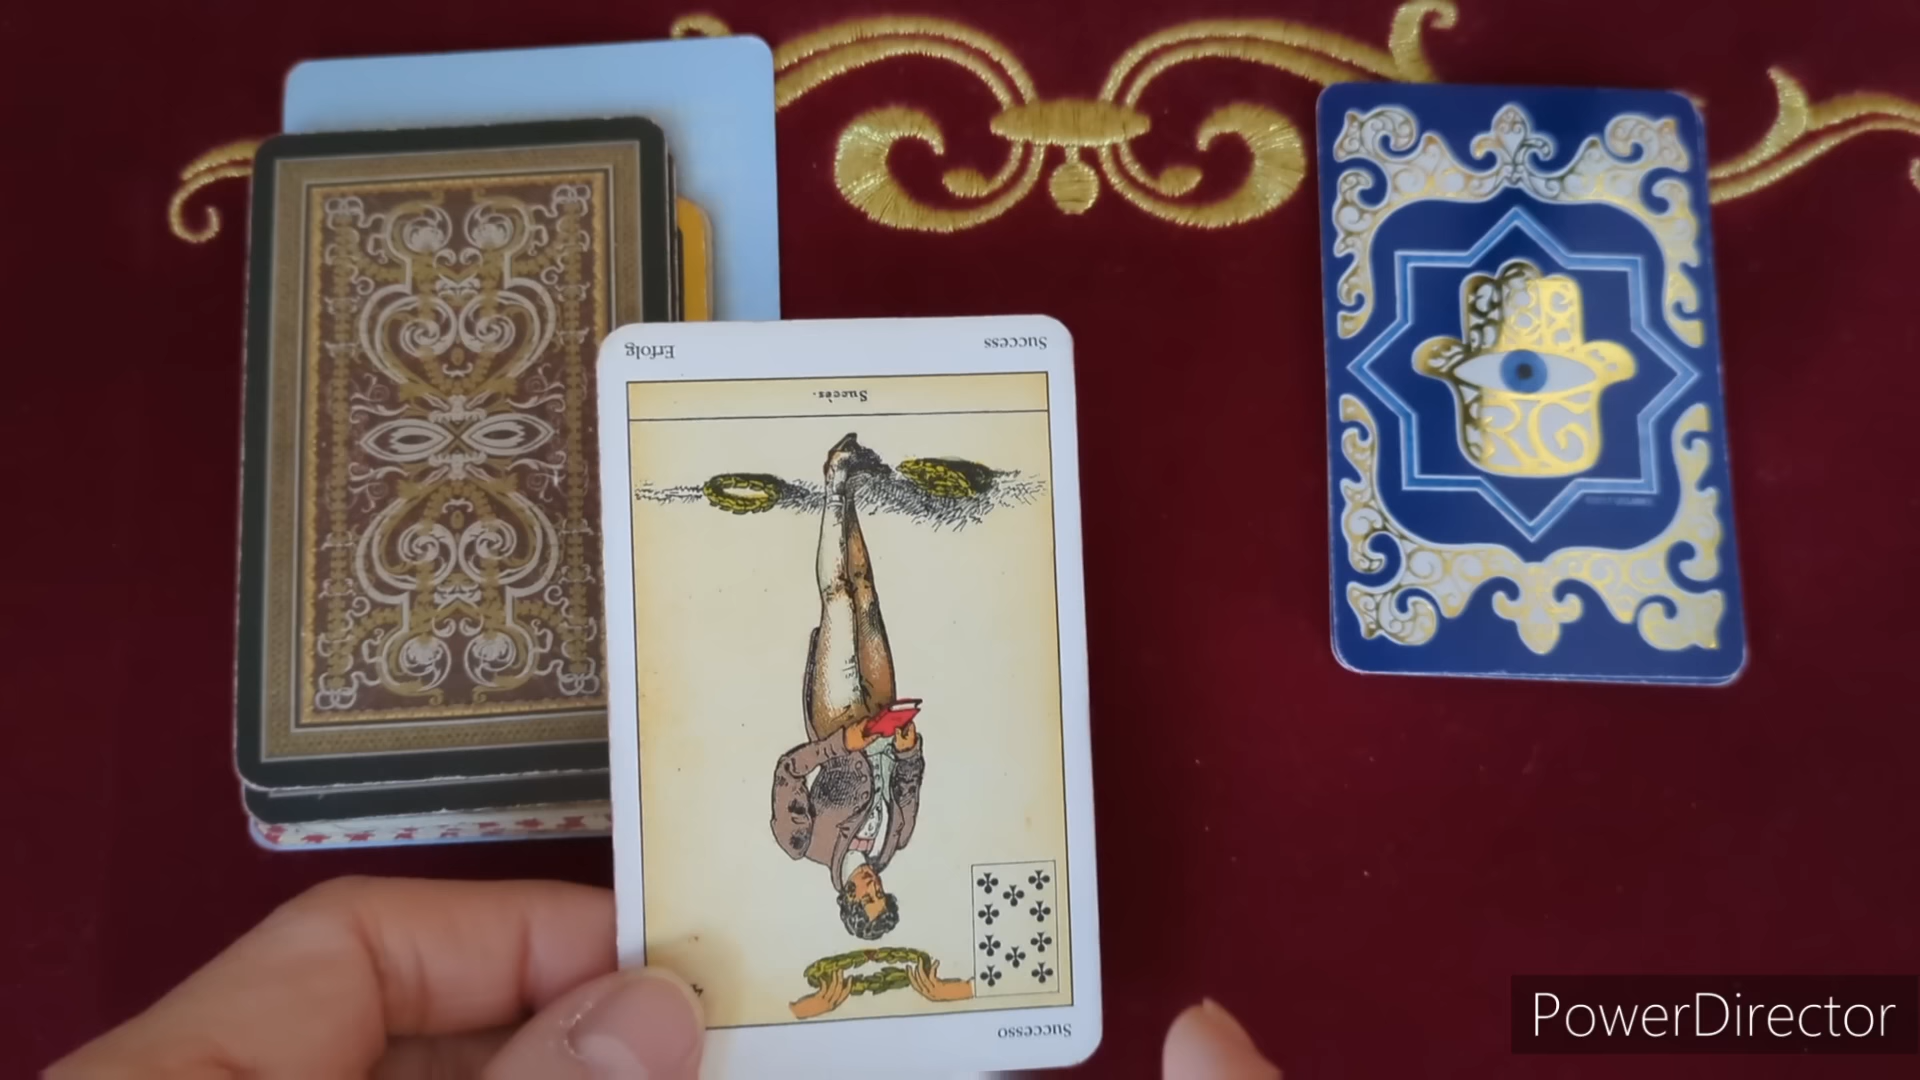 Erfolg
Success
Succès.
Successo
PowerDirector